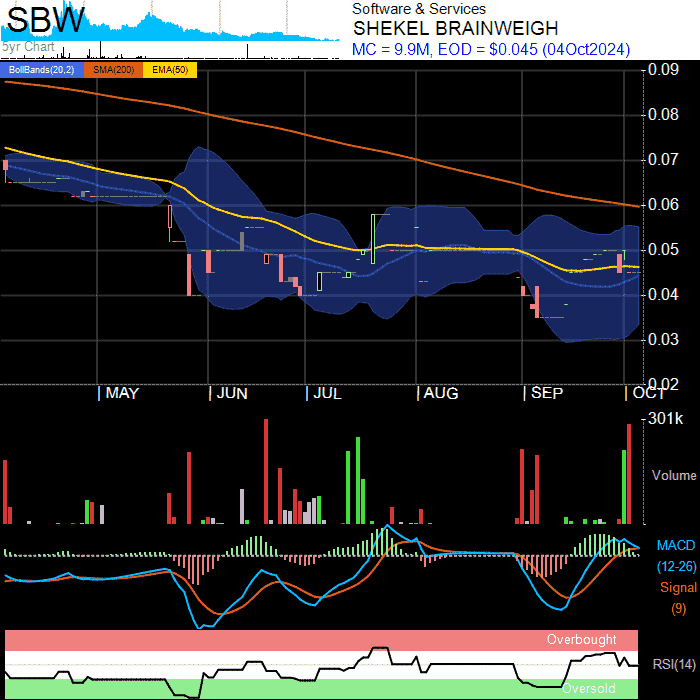 SBW
5yr Chart
Software & Services
SHEKEL BRAINWEIGH
MC = 9.9M, EOD = $0.045 (04Oct2024)
BollBands(20,2) SMA(200) EMA(50)
0.09
0.08
0.07
0.06
0.05
0.04
0.03
0.02
MAY JUN JUL AUG SEP OCT
301k
Volume
MACD
(12-26)
Signal
(9)
Overbought
RSI(14)
Oversold